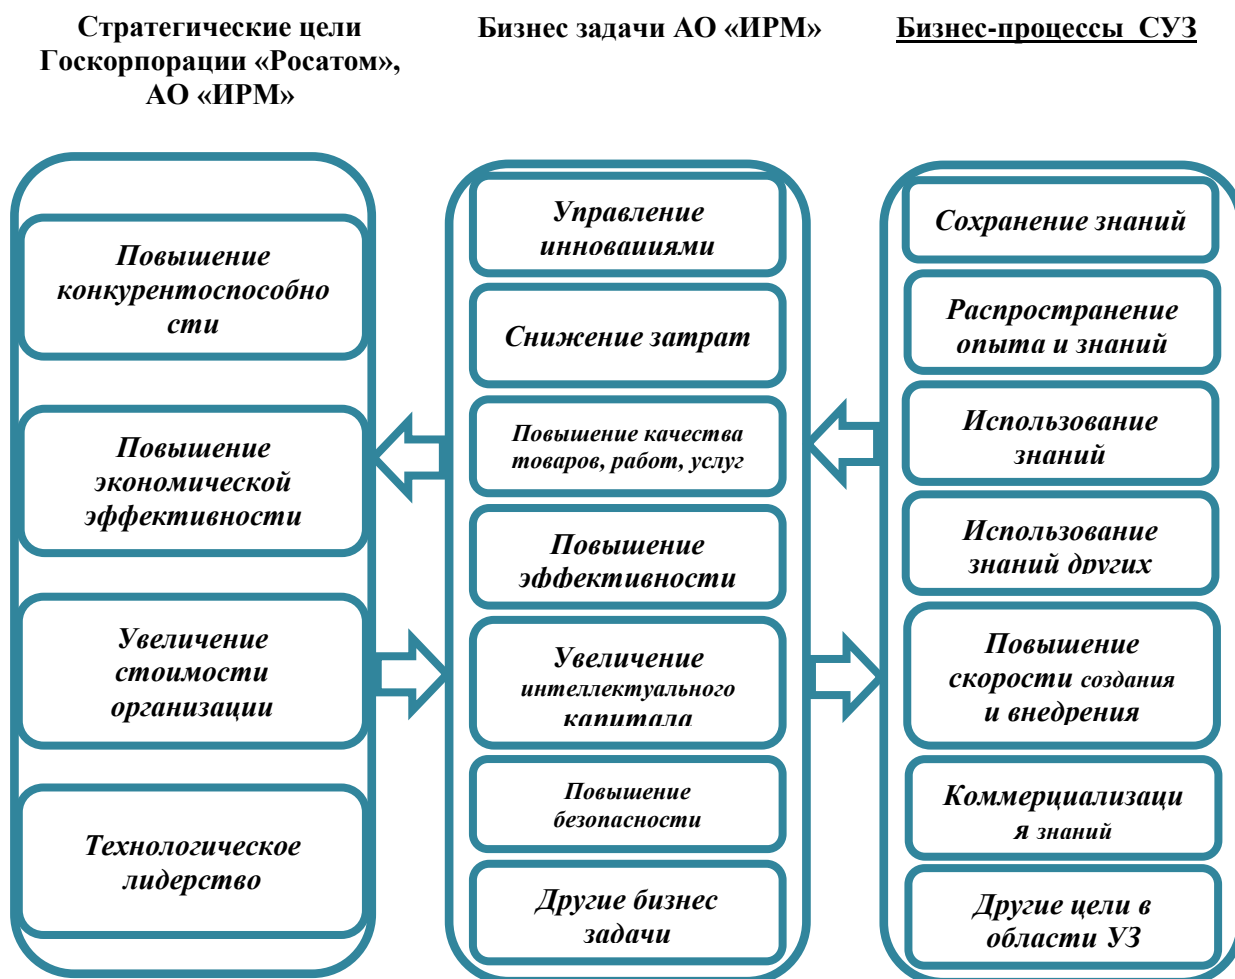 Стратегические цели
Госкорпорации «Росатом»,
АО «ИРМ»
Повышение
конкурентоспособно
сти
Повышение
экономической
эффективности
Увеличение
стоимости
организации
Технологическое
лидерство
Бизнес задачи АО «ИРМ»
Управление
инновациями
Снижение затрат
Повышение качества
товаров, работ, услуг
Повышение
эффективности
Увеличение
интеллектуального
капитала
Повышение
безопасности
Другие бизнес
задачи
Бизнес-процессы СУЗ
Сохранение знаний
Распространение
опыта и знаний
Использование
знаний
Использование
знаний других
Повышение
скорости создания
и внедрения
Коммерциализаци
я знаний
Другие цели в
области УЗ